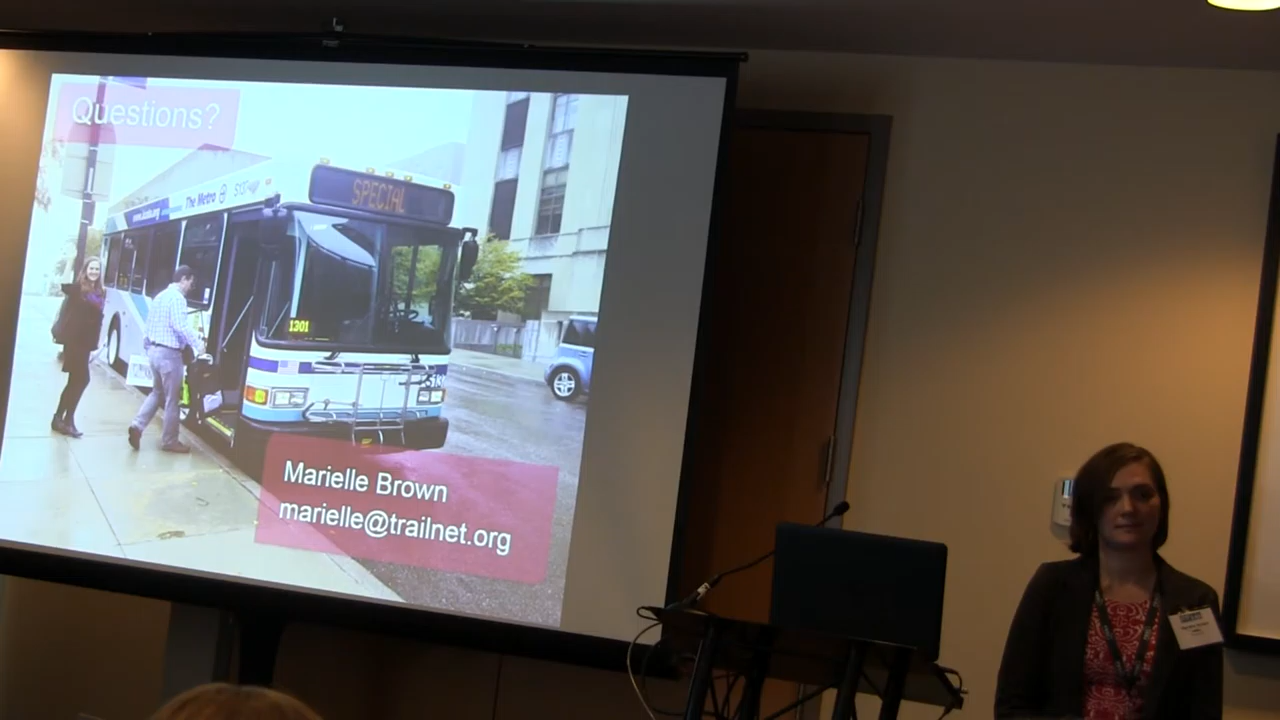 Questions?
SPECIAL
The Metro
1301
Marielle Brown
marielle@trailnet.org